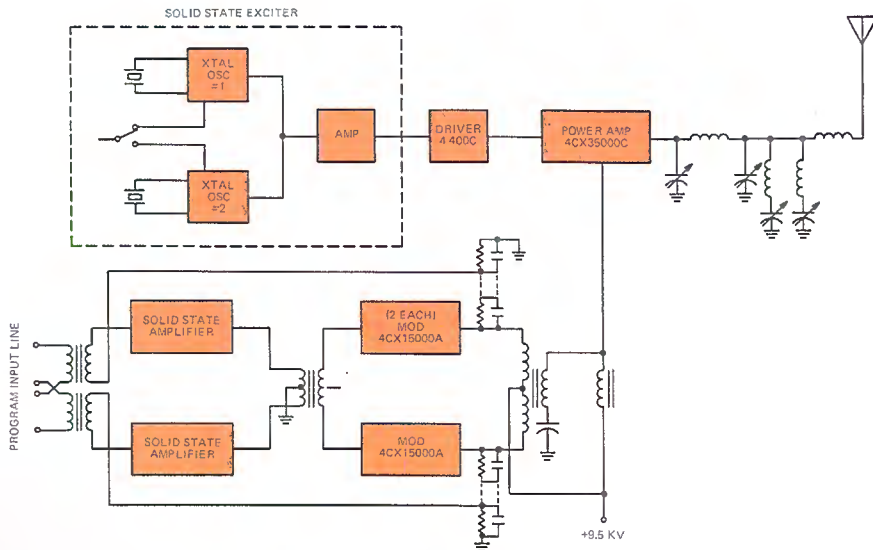 SOLID STATE EXCITER
XTAL
OSC
=1
AMP
DRIVER
4 400C
POWER AMP
4CX35000C
XTAL
OSC
=2
PROGRAM INPUT LINE
SOLID STATE
AMPLIFIER
(2 EACH)
MOD
4CX15000A
SOLID STATE
AMPLIFIER
MOD
4CX15000A
+9.5 KV